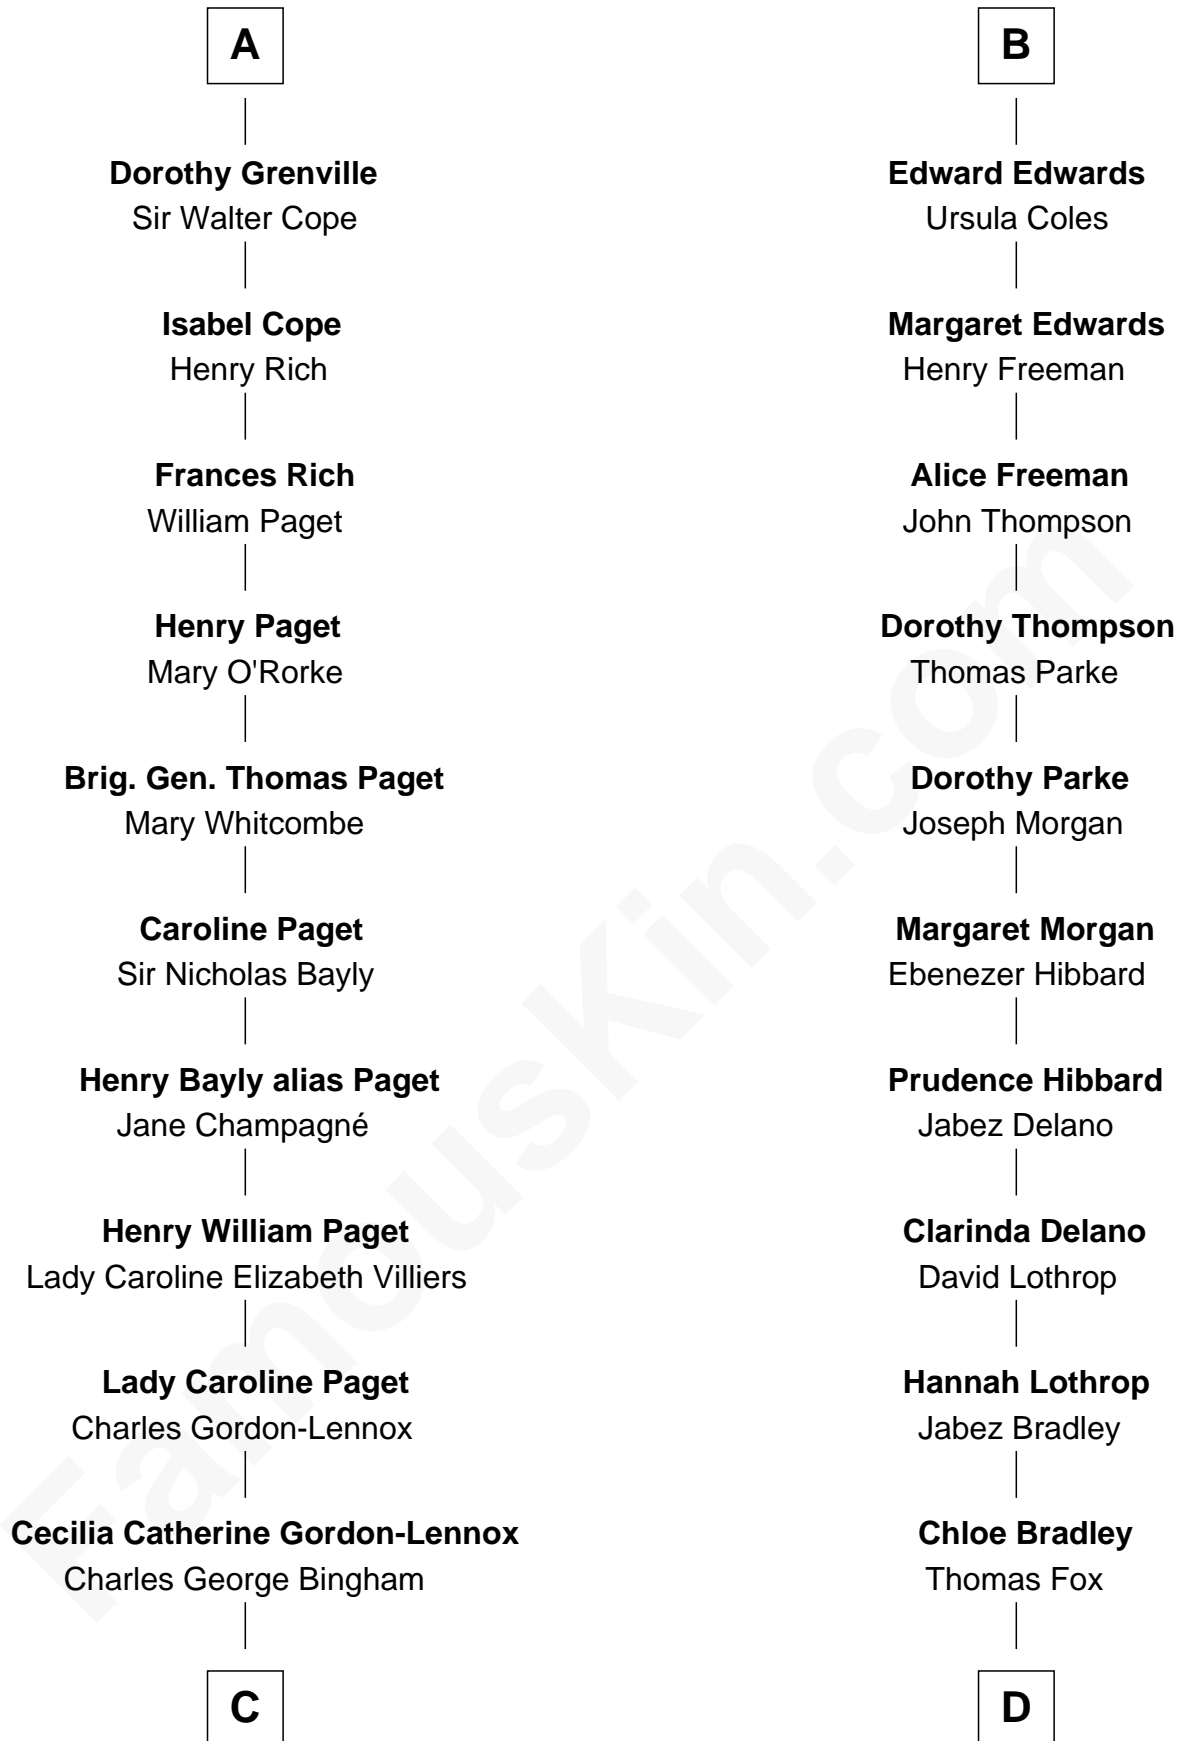 A
Dorothy Grenville
Sir Walter Cope
Isabel Cope
Henry Rich
Frances Rich
William Paget
Henry Paget
Mary O'Rorke
Brig. Gen. Thomas Paget
Mary Whitcombe
Caroline Paget
Sir Nicholas Bayly
Henry Bayly alias Paget
Jane Champagné
Henry William Paget
Lady Caroline Elizabeth Villiers
Lady Caroline Paget
Charles Gordon-Lennox
Cecilia Catherine Gordon-Lennox
Charles George Bingham
C
B
Edward Edwards
Ursula Coles
Margaret Edwards
Henry Freeman
Alice Freeman
John Thompson
Dorothy Thompson
Thomas Parke
Dorothy Parke
Joseph Morgan
Margaret Morgan
Ebenezer Hibbard
Prudence Hibbard
Jabez Delano
Clarinda Delano
David Lothrop
Hannah Lothrop
Jabez Bradley
Chloe Bradley
Thomas Fox
D
FamousKin.com